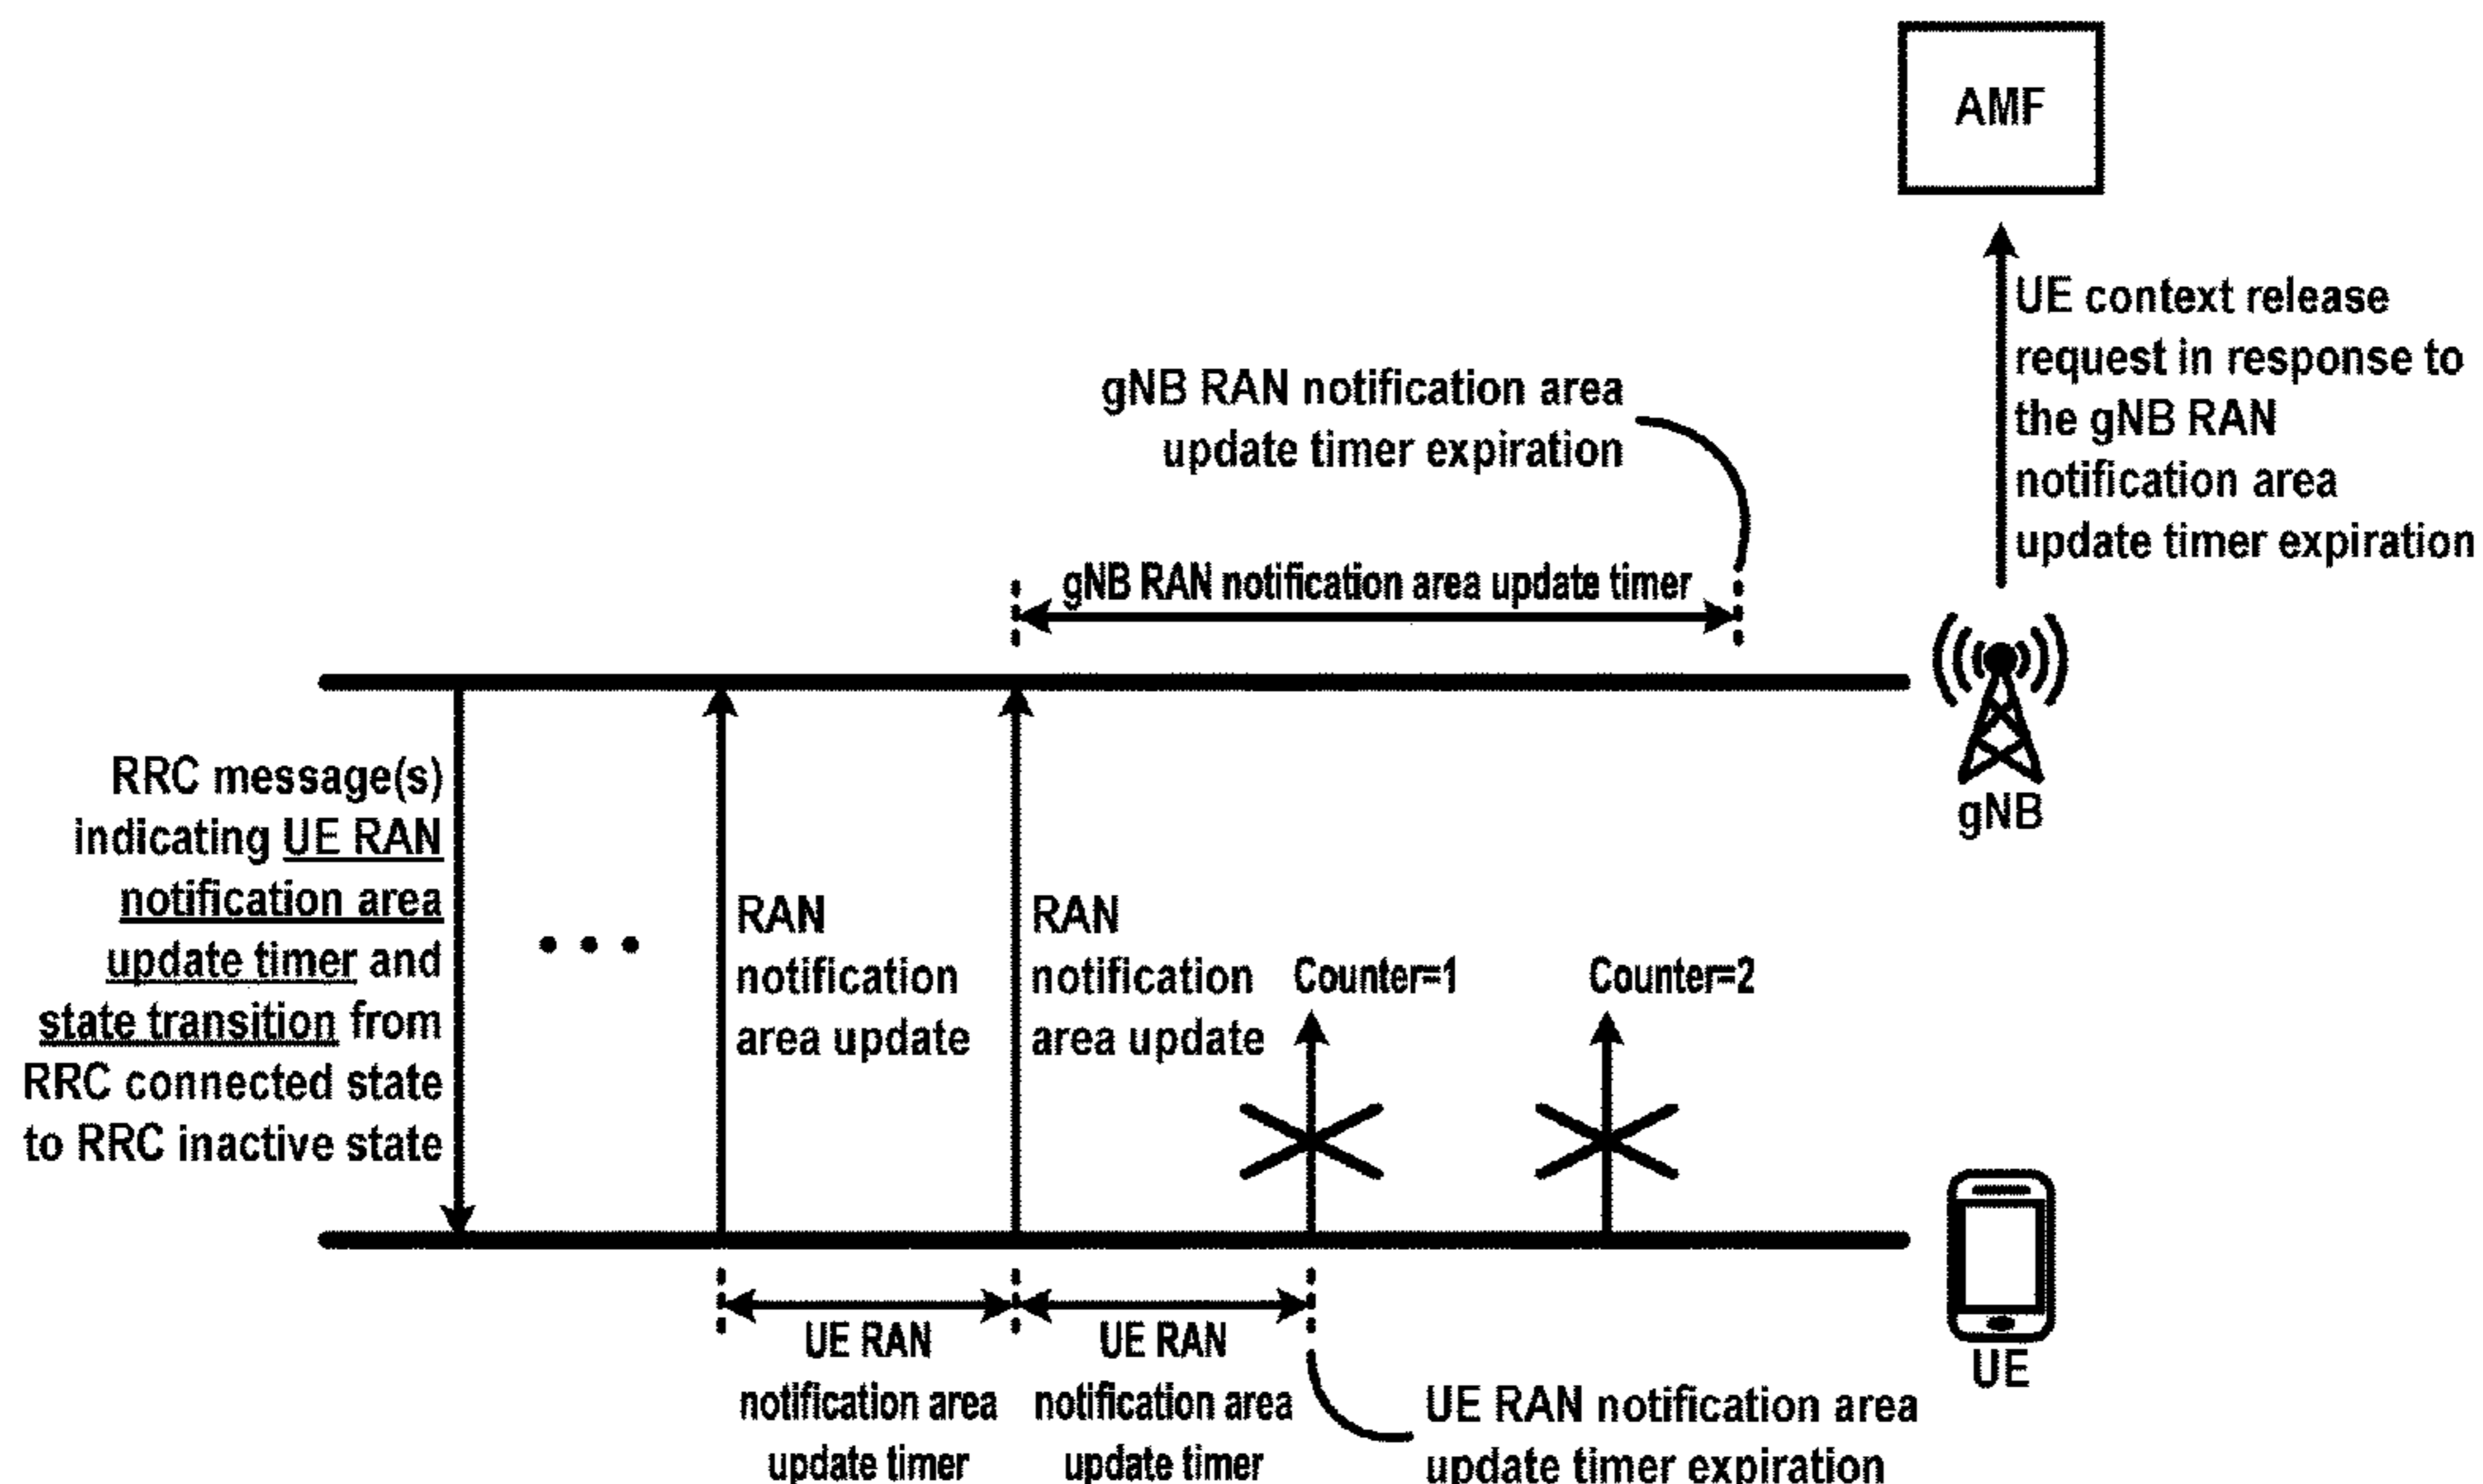 AMF
UE context release
request in response to
the gNB RAN
notification area
update timer expiration
gNB RAN notification area
update timer expiration
gNB RAN notification area update timer
gNB
RRC message(s)
indicating UE RAN
notification area
update timer and
state transition from
RRC connected state
to RRC inactive state
RAN
notification
area update
RAN
notification
area update
Counter=1
Counter=2
UE
UE RAN
notification area
update timer
UE RAN
notification area
update timer
UE RAN notification area
update timer expiration